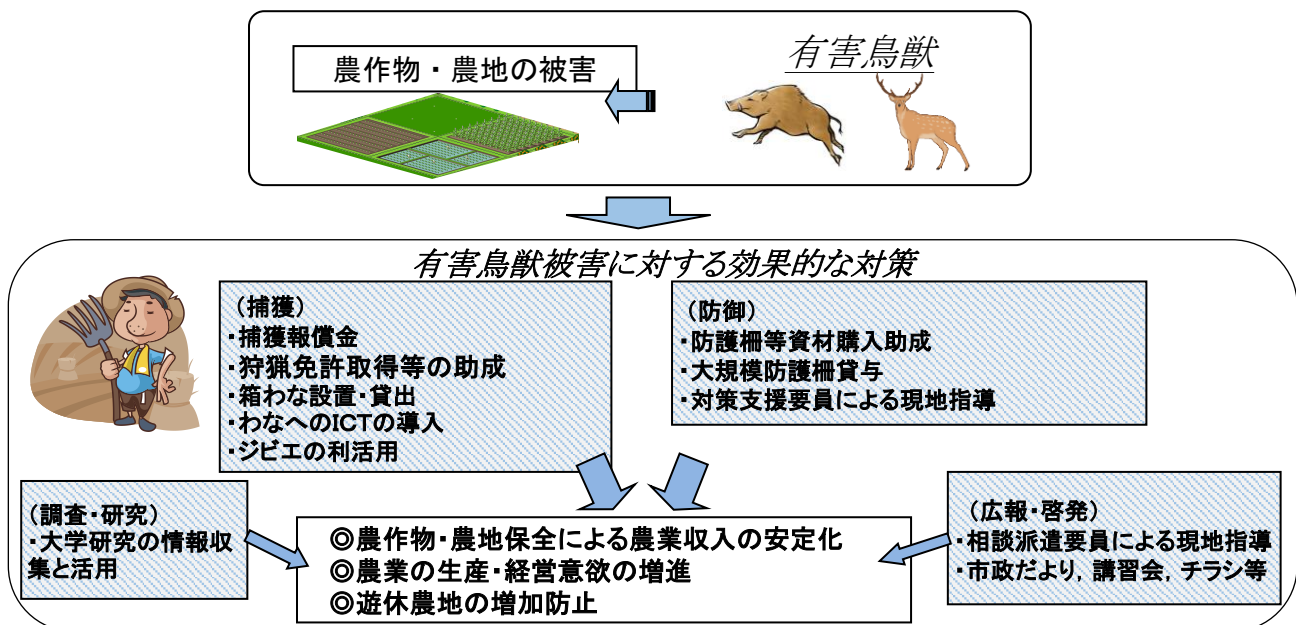 有害鳥獣
農作物・農地の被害
有害鳥獣被害に対する効果的な対策
（捕獲）
・捕獲報償金
・狩猟免許取得等の助成
・箱わな設置・貸出
・わなへのICTの導入
・ジビエの利活用
（防御）
・防護柵等資材購入助成
・大規模防護柵貸与
・対策支援要員による現地指導
（調査・研究）
・大学研究の情報収
集と活用
◎農作物・農地保全による農業収入の安定化
◎農業の生産・経営意欲の増進
◎遊休農地の増加防止
（広報・啓発）
・相談派遣要員による現地指導
・市政だより，講習会，チラシ等